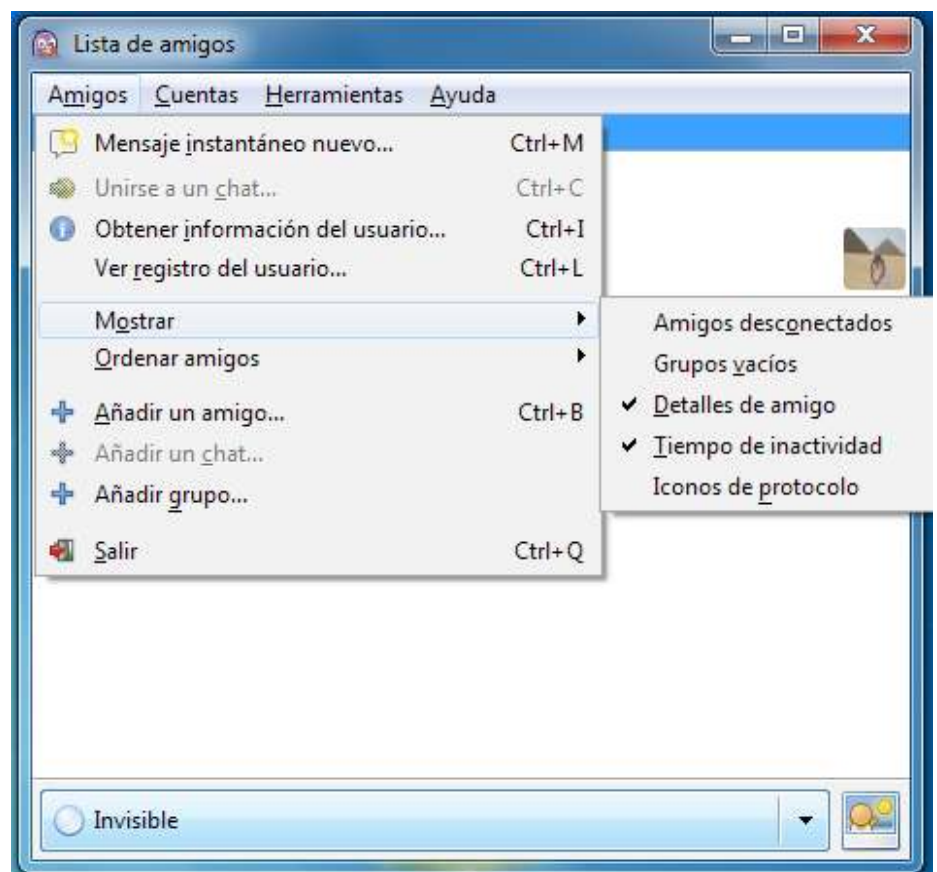 Lista de amigos
Amigos Cuentas Herramientas Ayuda
Mensaje instantáneo nuevo... Ctrl+M
Unirse a un chat... Ctrl+C
Obtener información del usuario... Ctrl+I
Ver registro del usuario... Ctrl+L
Mostrar
Ordenar amigos
Añadir un amigo... Ctrl+B
Añadir un chat...
Añadir grupo...
Salir Ctrl+Q
Amigos desconectados
Grupos vacíos
Detalles de amigo
Tiempo de inactividad
Iconos de protocolo
Invisible